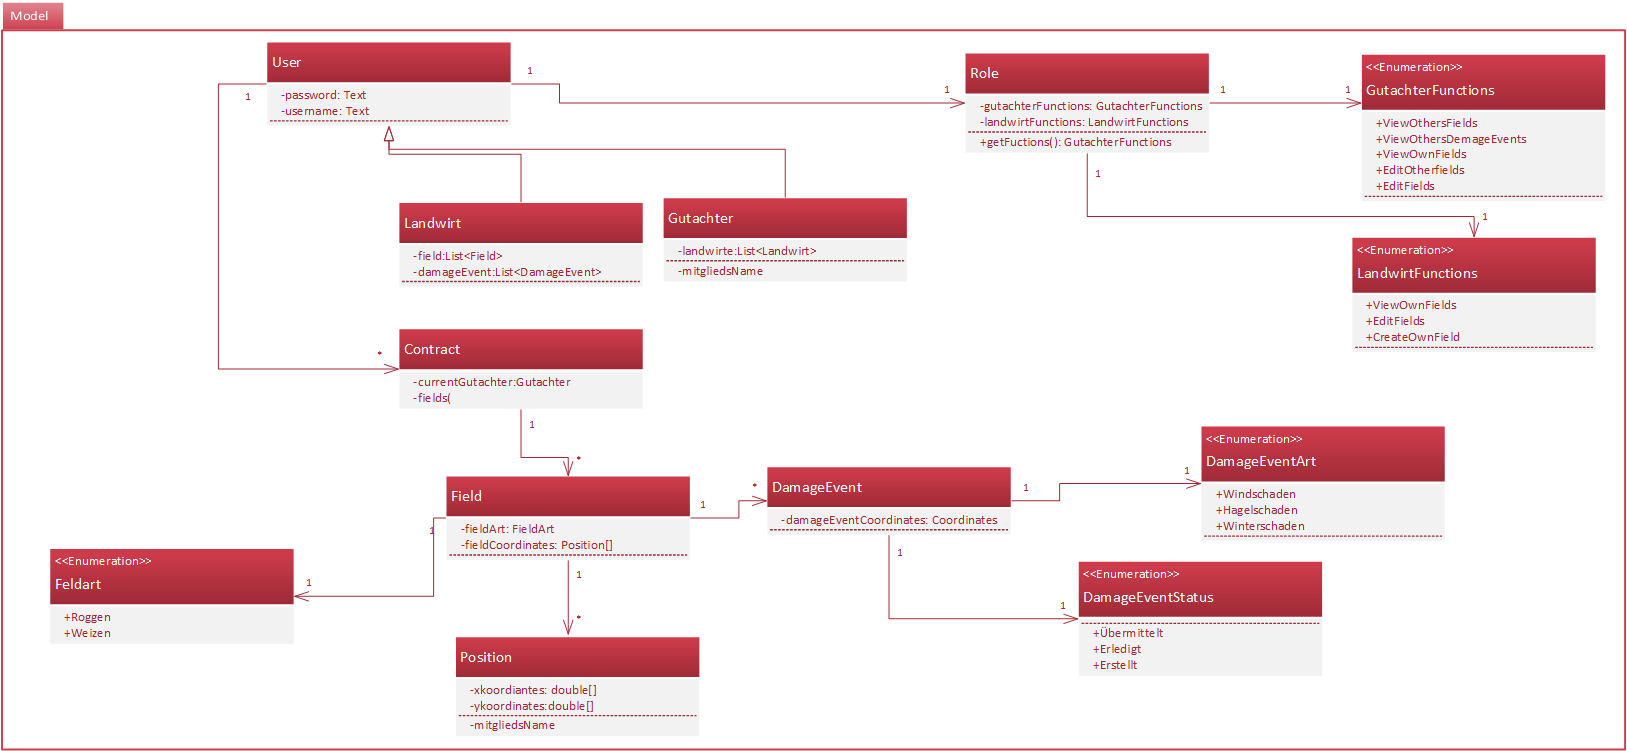 Model
User
-password: Text
-username: Text
1
1
1
Role
-gutachterFunctions: GutachterFunctions
-landwirtFunctions: LandwirtFunctions
+getFuctions(): GutachterFunctions
1
1
1
1
<<Enumeration>>
GutachterFunctions
+ViewOthersFields
+ViewOthersDemageEvents
+ViewOwnFields
+EditOtherfields
+EditFields
Landwirt
-field:List<Field>
-damageEvent:List<DamageEvent>
Gutachter
-landwirte:List<Landwirt>
-mitgliedsName
<<Enumeration>>
LandwirtFunctions
+ViewOwnFields
+EditFields
+CreateOwnField
*
Contract
-currentGutachter:Gutachter
-fields(
1
*
Field
-fieldArt: FieldArt
-fieldCoordinates: Position[]
1
*
1
1
1
*
DamageEvent
-damageEventCoordinates: Coordinates
1
1
1
1
<<Enumeration>>
DamageEventArt
+Windschaden
+Hagelschaden
+Winterschaden
<<Enumeration>>
Feldart
+Roggen
+Weizen
<<Enumeration>>
DamageEventStatus
+Übermittelt
+Erledigt
+Erstellt
Position
-xkoordiantes: double[]
-ykoordinates:double[]
-mitgliedsName